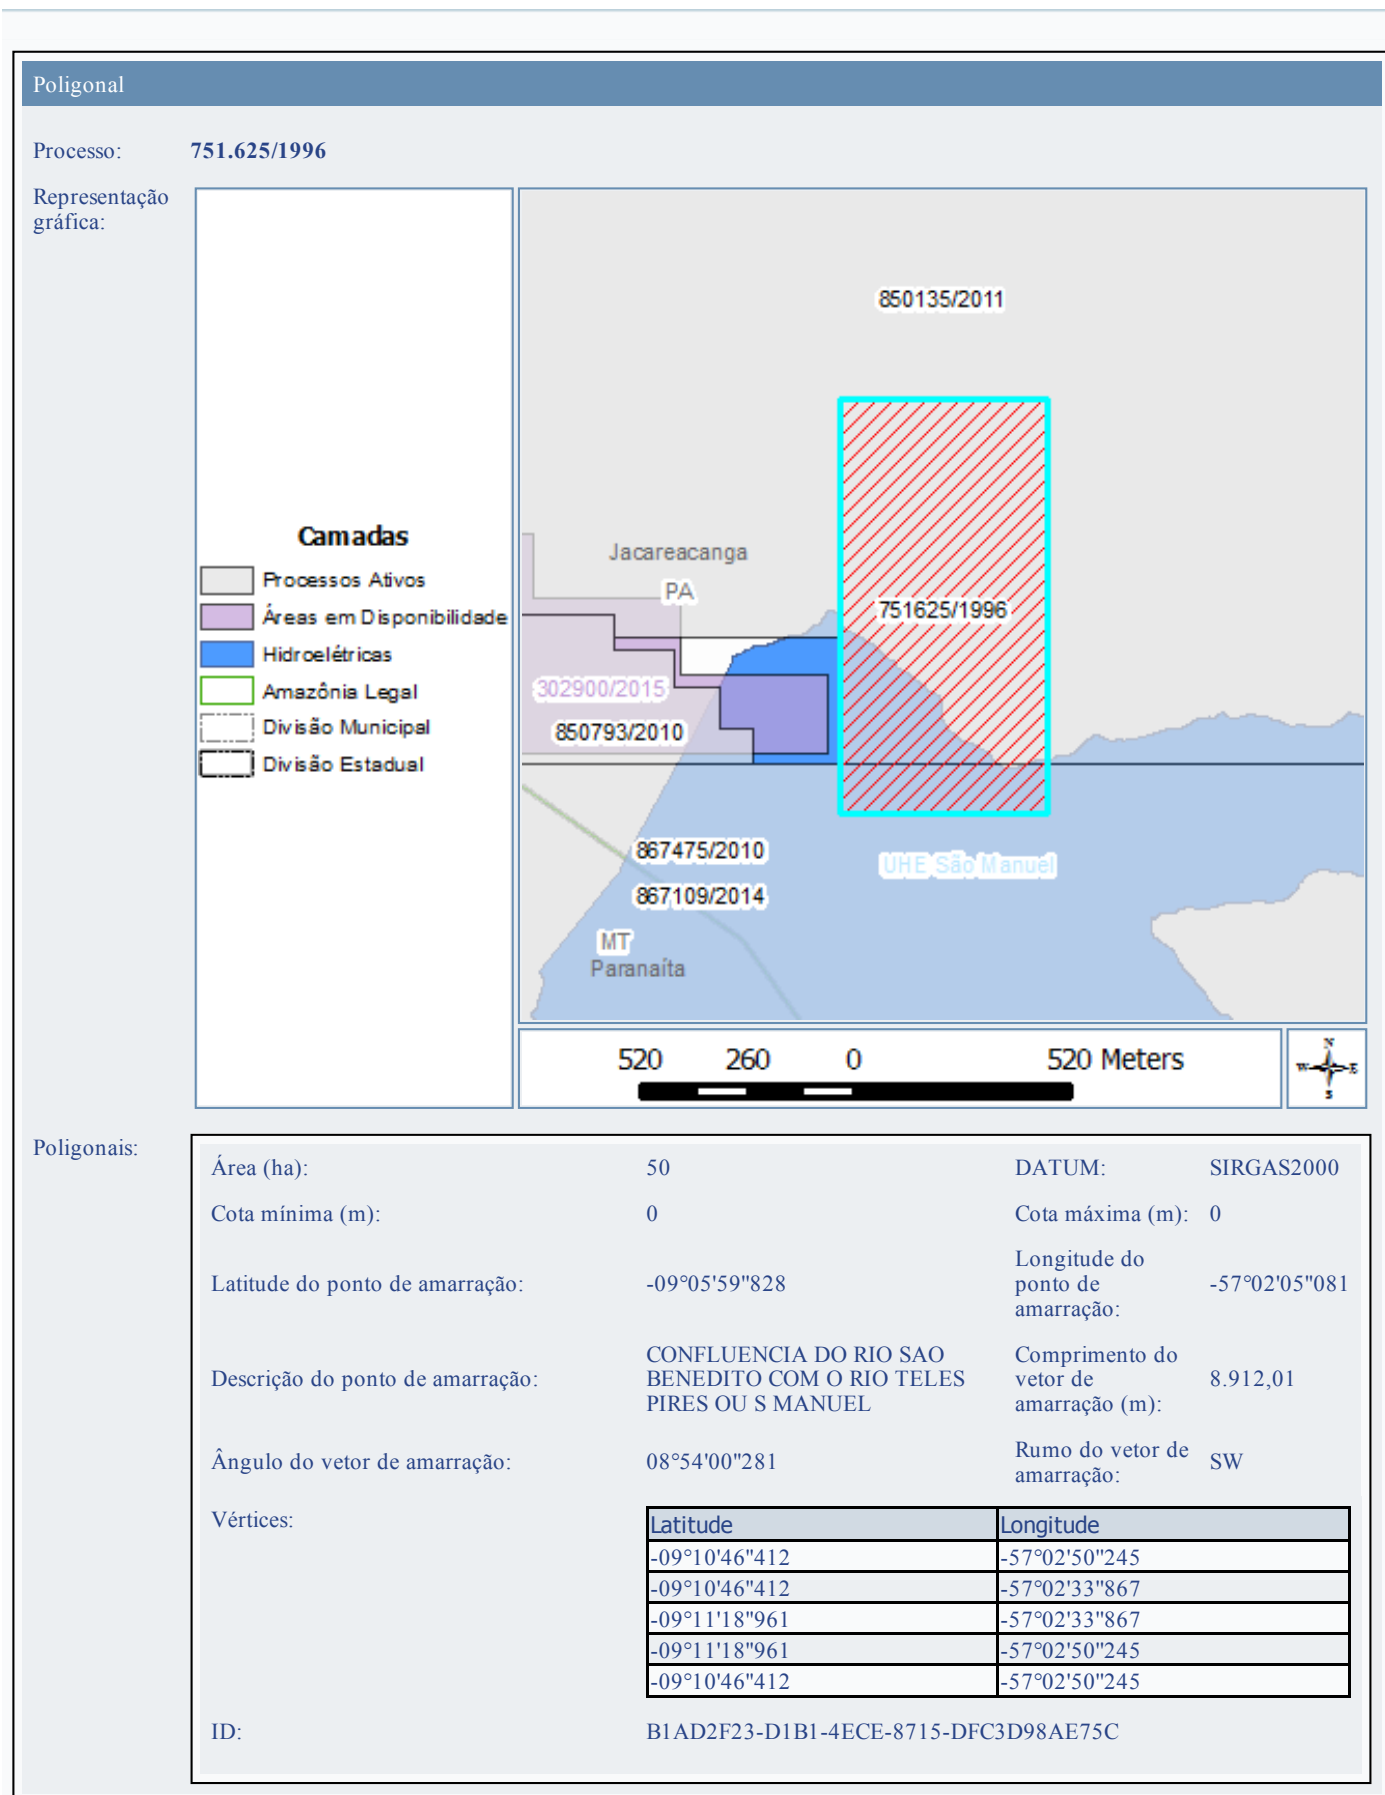 Poligonal
Processo: 751.625/1996
Representação
gráfica:
Camadas
Processos Ativos
Áreas em Disponibilidade
Hidroelétricas
Amazônia Legal
Divisão Municipal
Divisão Estadual
850135/2011
Jacareacanga
PA
751625/1996
302900/2015
850793/2010
867475/2010
UHE São Manuel
867109/2014
MT
Paranaíta
520 260 0 520 Meters
N
W E
S
Poligonais:
Área (ha): 50 DATUM: SIRGAS2000
Cota mínima (m): 0 Cota máxima (m): 0
Latitude do ponto de amarração: -09°05'59"828
Longitude do
ponto de
amarração:
-57°02'05"081
Descrição do ponto de amarração:
CONFLUENCIA DO RIO SAO
BENEDITO COM O RIO TELES
PIRES OU S MANUEL
Comprimento do
vetor de
amarração (m):
8.912,01
Ângulo do vetor de amarração: 08°54'00"281
Rumo do vetor de
amarração:
SW
Vértices:
Latitude Longitude
-09°10'46"412 -57°02'50"245
-09°10'46"412 -57°02'33"867
-09°11'18"961 -57°02'33"867
-09°11'18"961 -57°02'50"245
-09°10'46"412 -57°02'50"245
ID: B1AD2F23-D1B1-4ECE-8715-DFC3D98AE75C